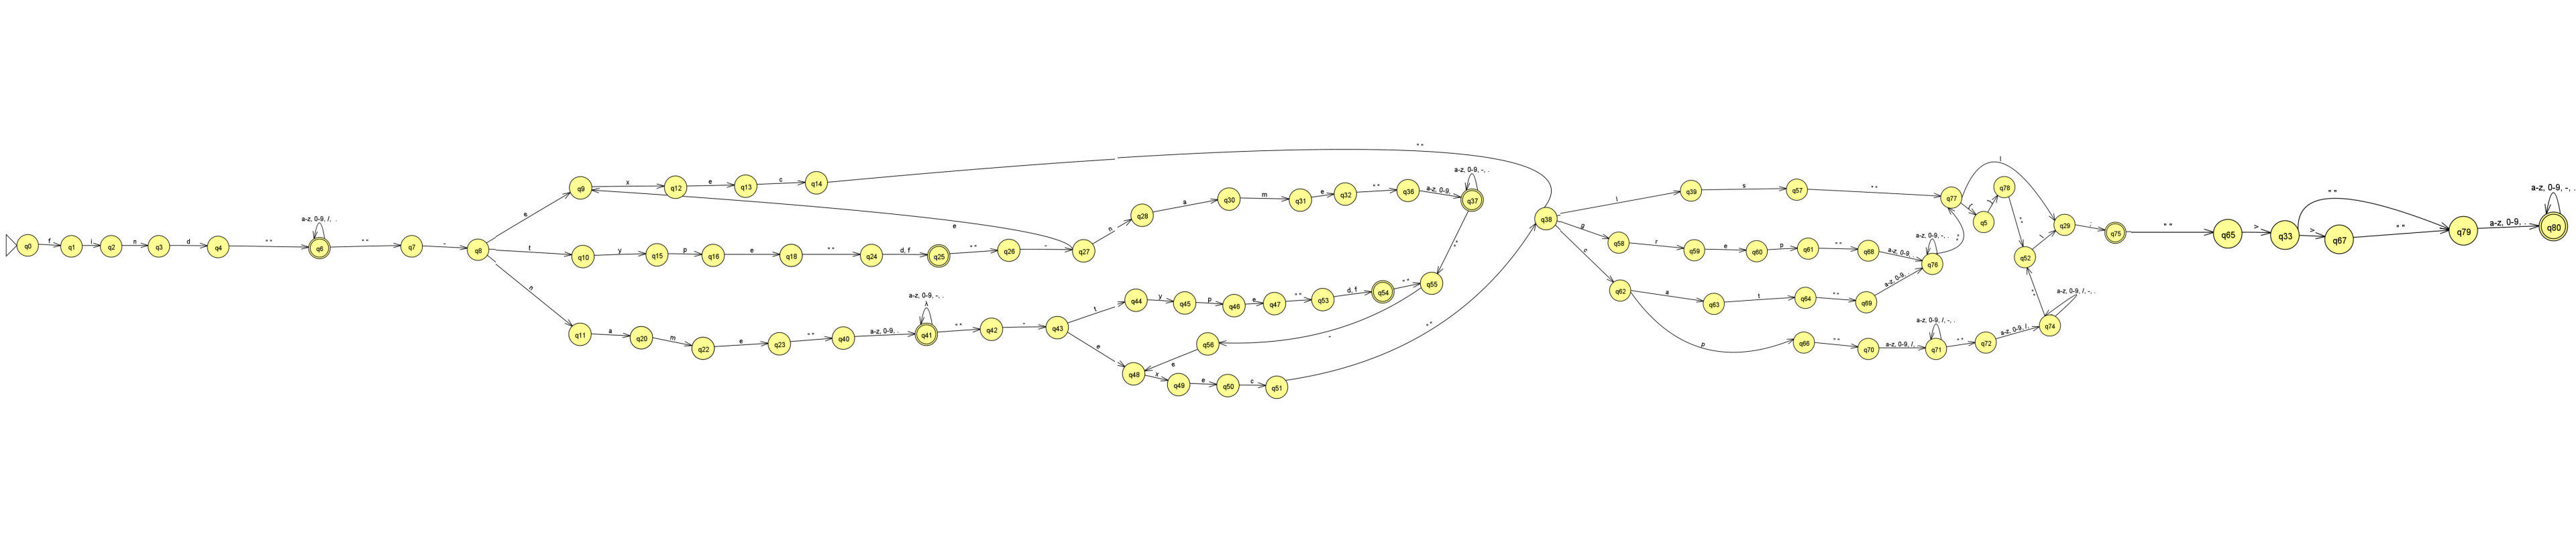 q0 f q1 i q2 n q3 d q4 " " q6 " " q7 - q8
a-z, 0-9, /, .
e q9 x q12 e q13 c q14 " "
t q10 y q15 p q16 e q18 " " q24 d, f q25 " " q26 - q27
e
n q28 a q30 m q31 e q32 " " q36 a-z, 0-9 q37 " "
a-z, 0-9, -, .
n q11 a q20 m q22 e q23 " " q40 a-z, 0-9, . q41 " " q42 - q43
a-z, 0-9, -, .
λ
t q44 y q45 p q46 e q47 " " q53 d, f q54 " " q55
- q56 e
e q48 x q49 e q50 c q51 " "
q38 l q39 s q57 " " q77
g q58 r q59 e q60 p q61 " " q68 a-z, 0-9, q76 "
a-z, 0-9, -, .
c q62 a q63 t q64 " " q69 a-z, 0-9, .
p q66 " " q70 a-z, 0-9, /, q71 " " q72 a-z, 0-9, /, q74 " "
a-z, 0-9, /, -, .
a-z, 0-9, /, -, .
q5 q78 " " q52 \ q29 ; q75 " " q65 > q33 > q67 " " q79 a-z, 0-9, . q80
" "
a-z, 0-9, -, .